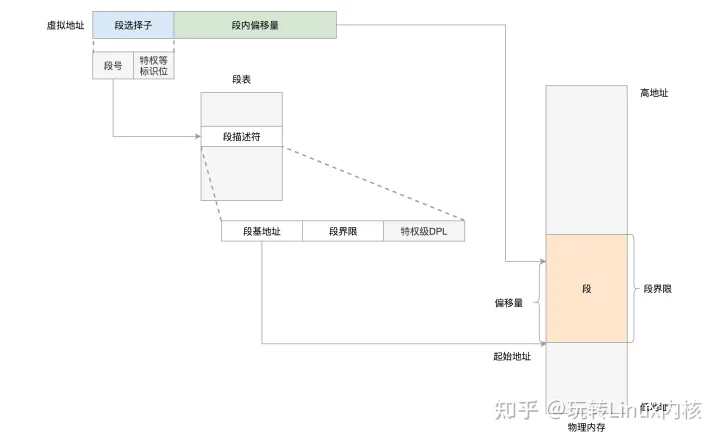 虚拟地址
段选择子
段内偏移量
段号
特权等
标识位
段表
高地址
段描述符
段基地址
段界限
特权级DPL
偏移量
段
段界限
起始地址
低地址
知乎 @玩转Linux内核
物理内存